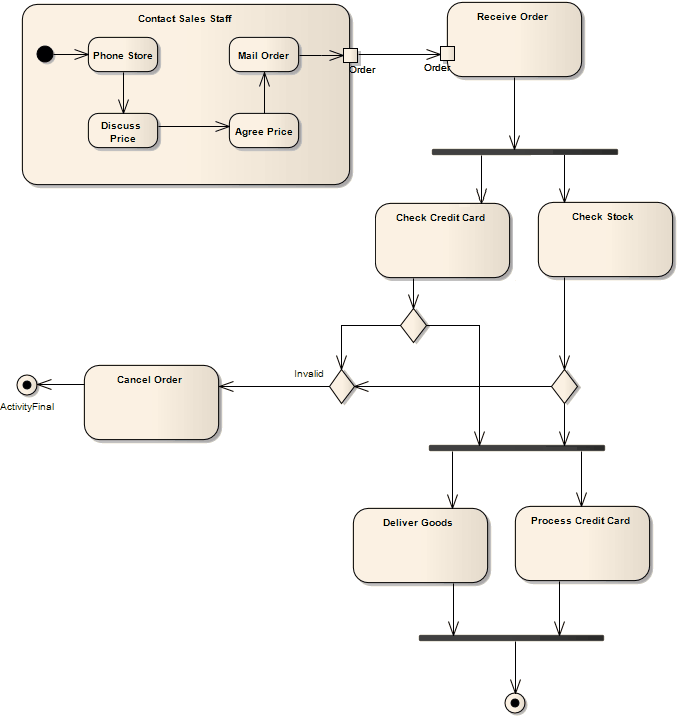 Contact Sales Staff
Receive Order
Phone Store
Mail Order
Order
Order
Discuss
Price
Agree Price
Check Credit Card
Check Stock
Invalid
Cancel Order
ActivityFinal
Deliver Goods
Process Credit Card